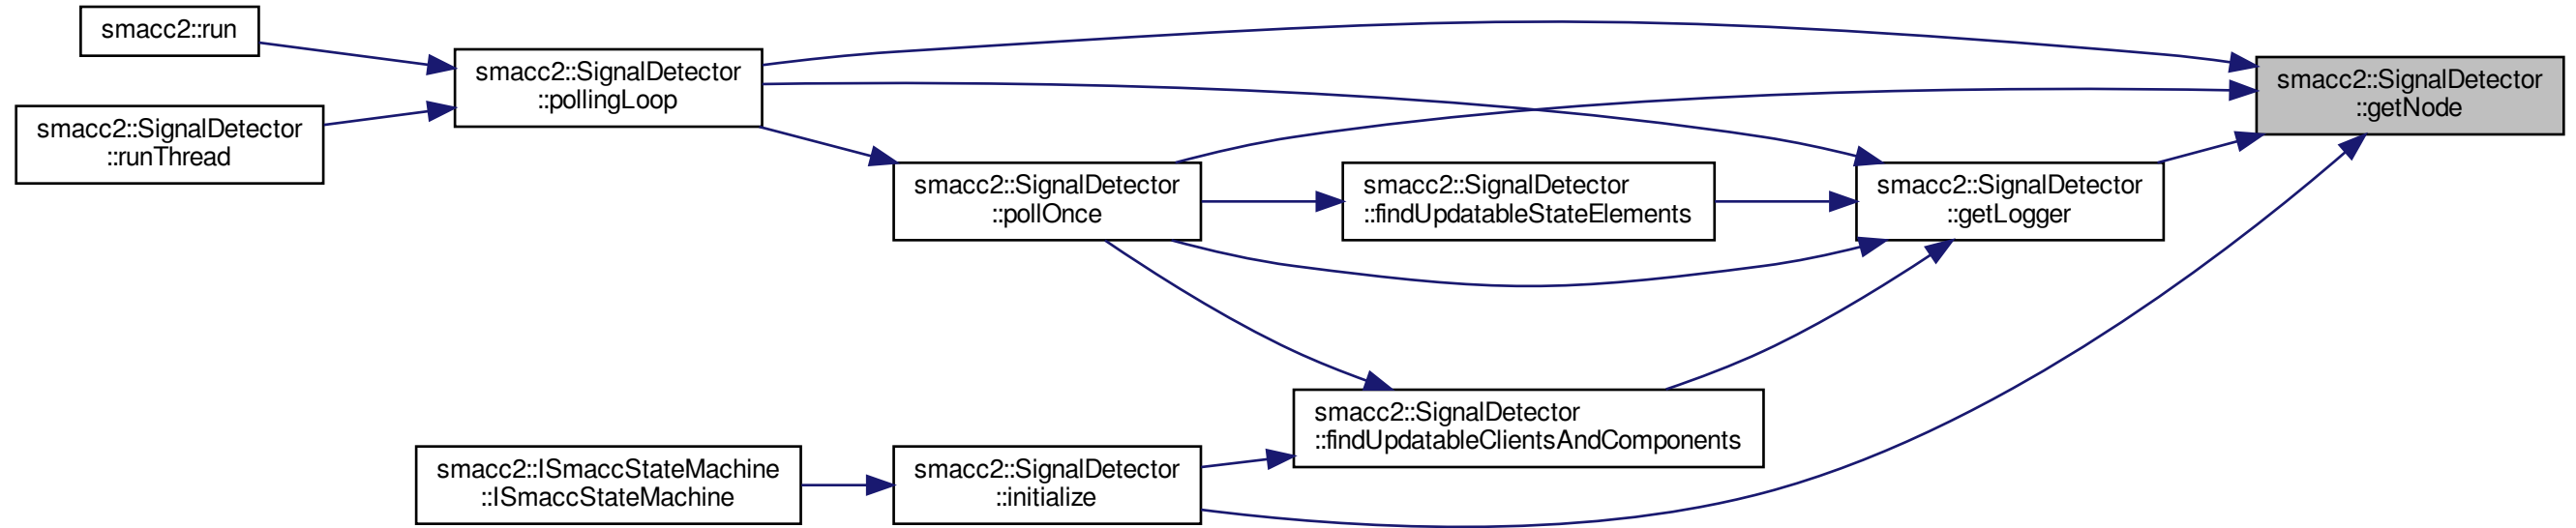 smacc2::run
smacc2::SignalDetector
::pollingLoop
smacc2::SignalDetector
::getNode
smacc2::SignalDetector
::runThread
smacc2::SignalDetector
::pollOnce
smacc2::SignalDetector
::findUpdatableStateElements
smacc2::SignalDetector
::getLogger
smacc2::SignalDetector
::findUpdatableClientsAndComponents
smacc2::ISmaccStateMachine
::ISmaccStateMachine
smacc2::SignalDetector
::initialize